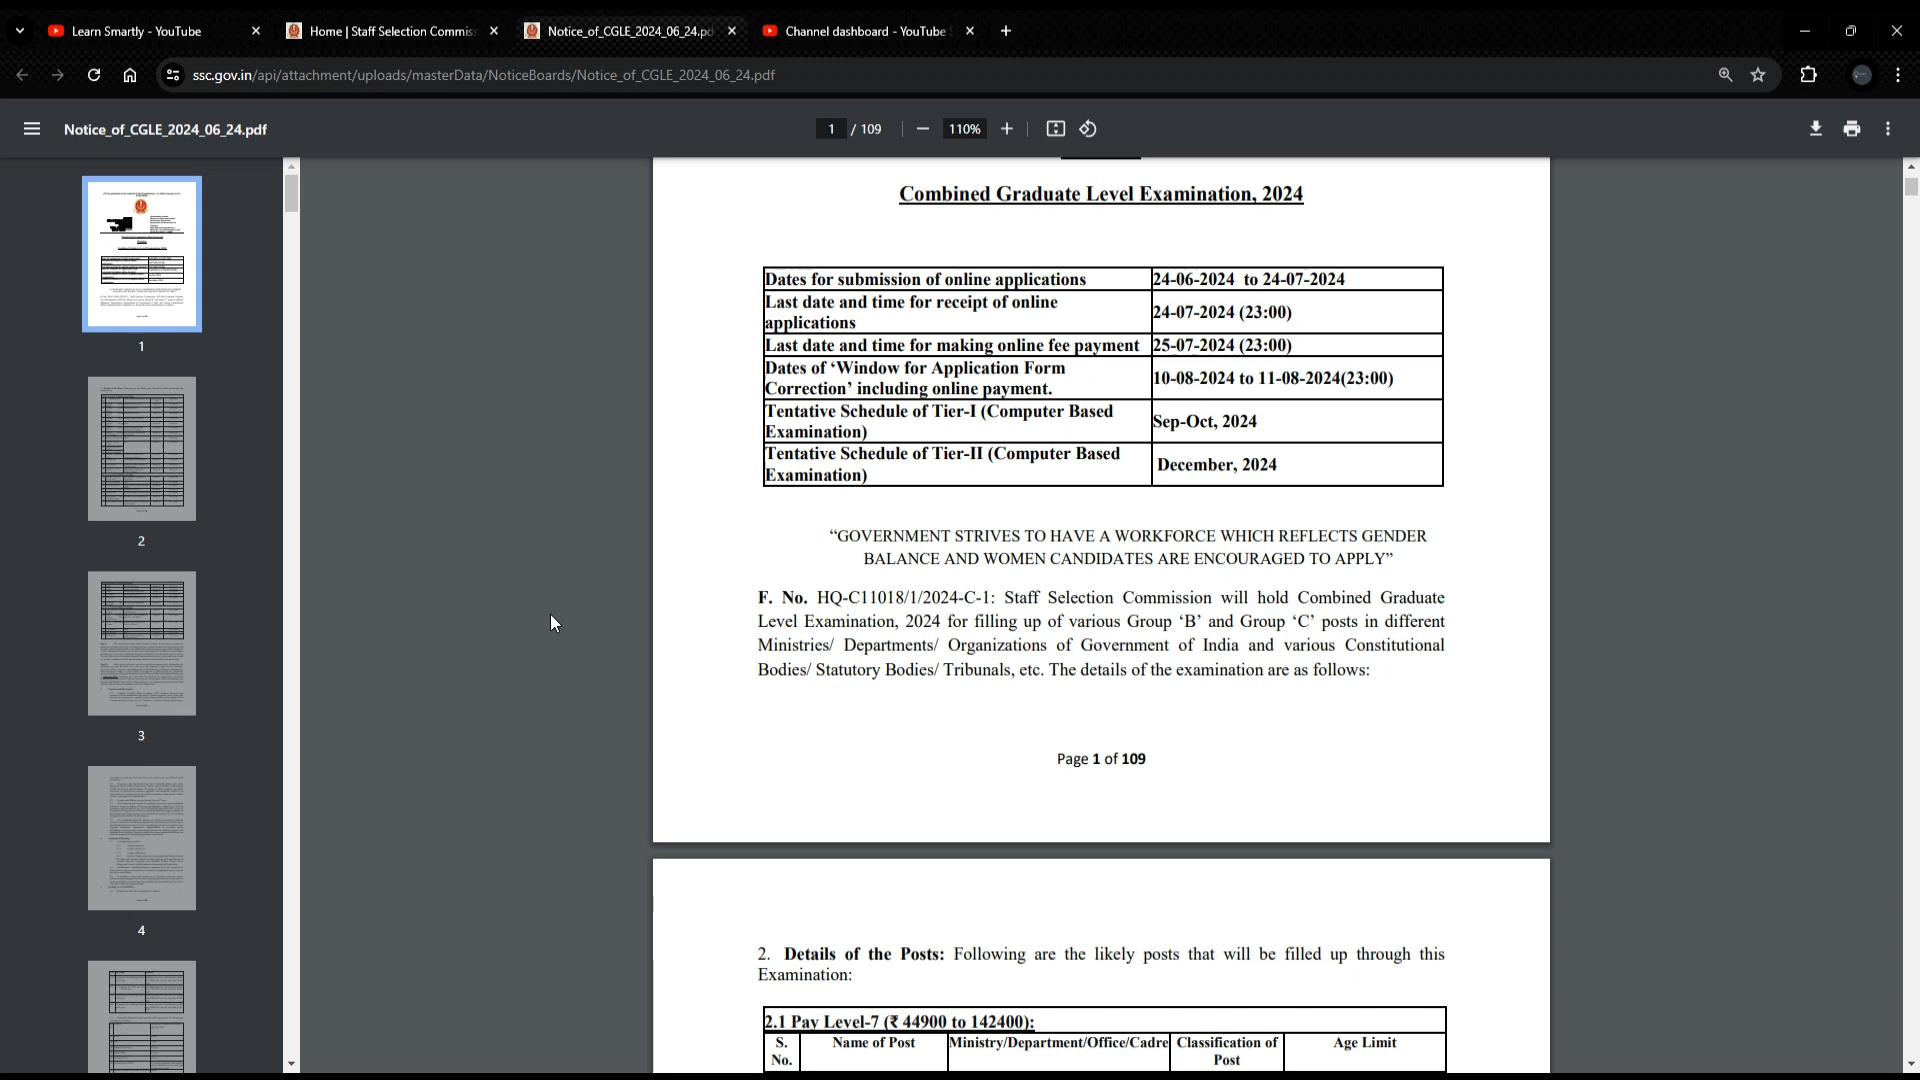 Learn Smartly - YouTube
Home | Staff Selection Commis
Notice_of_CGLE_2024_06_24.pd
Channel dashboard - YouTube
ssc.gov.in/api/attachment/uploads/masterData/NoticeBoards/Notice_of_CGLE_2024_06_24.pdf
Notice_of_CGLE_2024_06_24.pdf
1 / 109
110%
1
2
3
4
Combined Graduate Level Examination, 2024
Dates for submission of online applications 24-06-2024 to 24-07-2024
Last date and time for receipt of online
applications
24-07-2024 (23:00)
Last date and time for making online fee payment 25-07-2024 (23:00)
Dates of ‘Window for Application Form
Correction’ including online payment.
10-08-2024 to 11-08-2024(23:00)
Tentative Schedule of Tier-I (Computer Based
Examination)
Sep-Oct, 2024
Tentative Schedule of Tier-II (Computer Based
Examination)
December, 2024
“GOVERNMENT STRIVES TO HAVE A WORKFORCE WHICH REFLECTS GENDER
BALANCE AND WOMEN CANDIDATES ARE ENCOURAGED TO APPLY”
F. No. HQ-C11018/1/2024-C-1: Staff Selection Commission will hold Combined Graduate
Level Examination, 2024 for filling up of various Group ‘B’ and Group ‘C’ posts in different
Ministries/ Departments/ Organizations of Government of India and various Constitutional
Bodies/ Statutory Bodies/ Tribunals, etc. The details of the examination are as follows:
Page 1 of 109
2. Details of the Posts: Following are the likely posts that will be filled up through this
Examination:
2.1 Pay Level-7 (₹ 44900 to 142400):
S.
No.
Name of Post
Ministry/Department/Office/Cadre
Classification of
Post
Age Limit